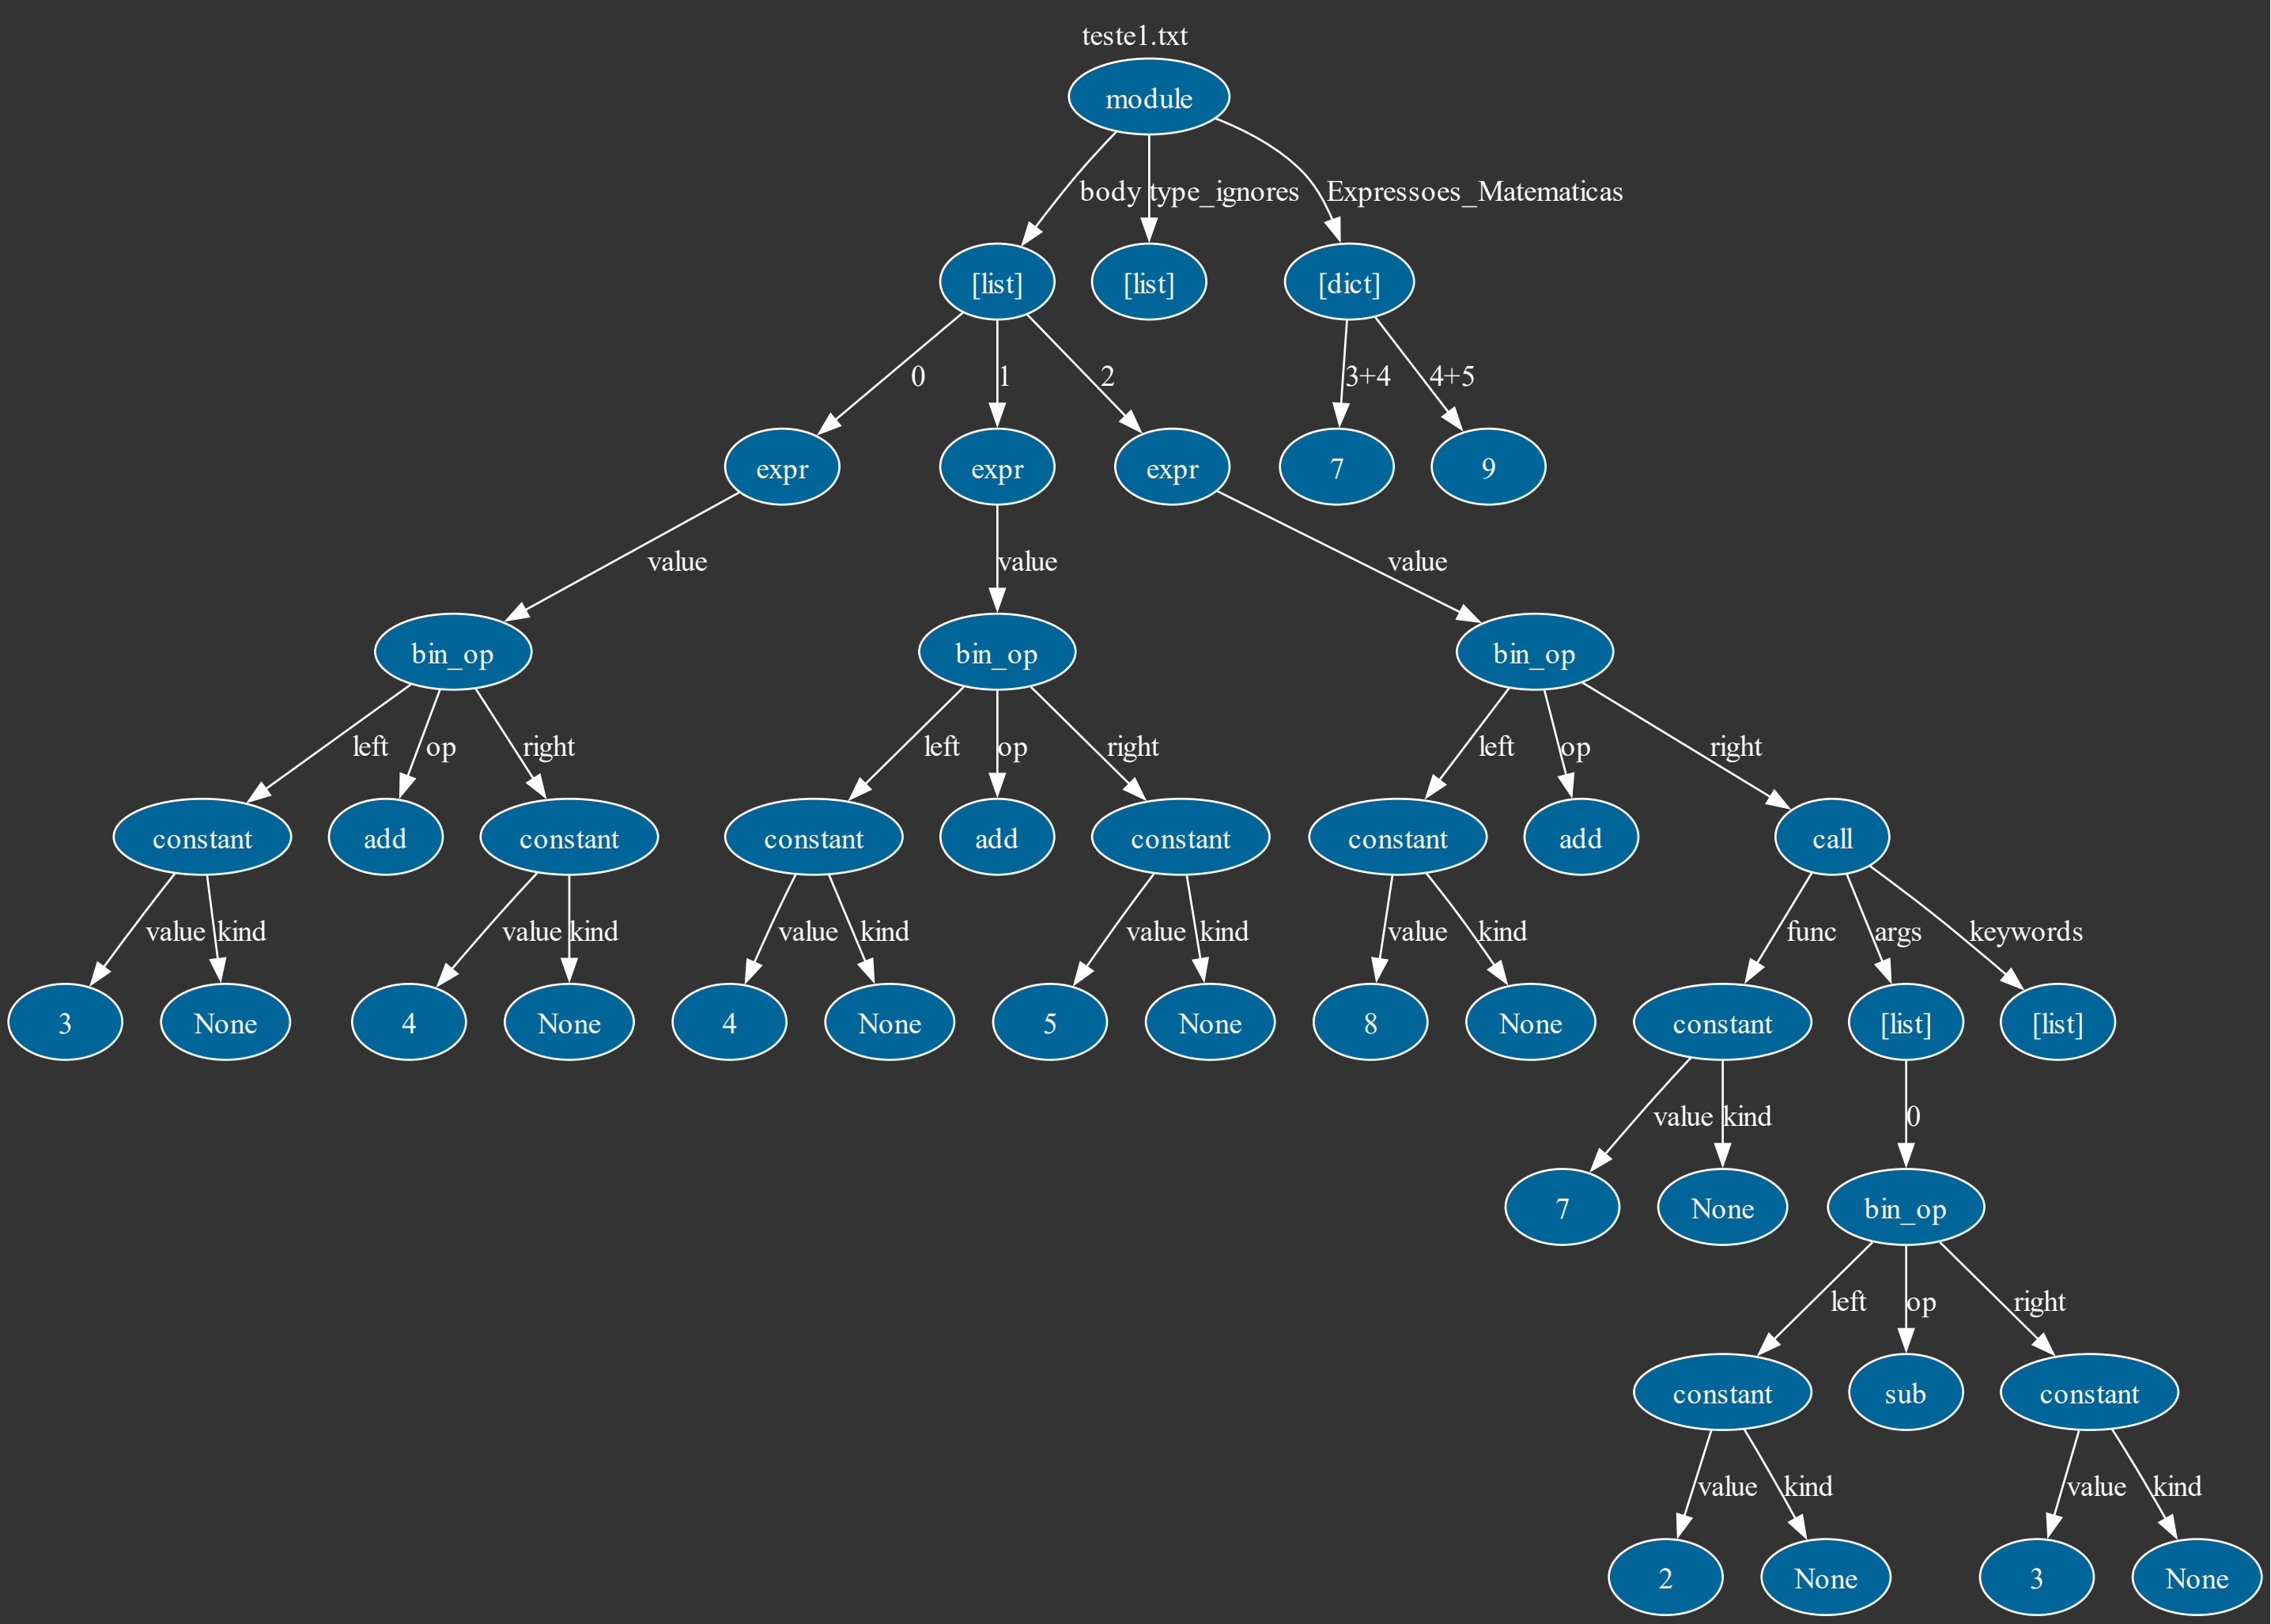 teste1.txt
module
body type_ignores Expressoes_Matematicas
[list] [list] [dict]
0 1 2 3+4 4+5
expr expr expr 7 9
value value value
bin_op bin_op bin_op
left op right left op right left op right
constant add constant constant add constant constant add call
value kind value kind value kind value kind value kind func args keywords
3 None 4 None 4 None 5 None 8 None constant [list] [list]
value kind 0
7 None bin_op
left op right
constant sub constant
value kind value kind
2 None 3 None